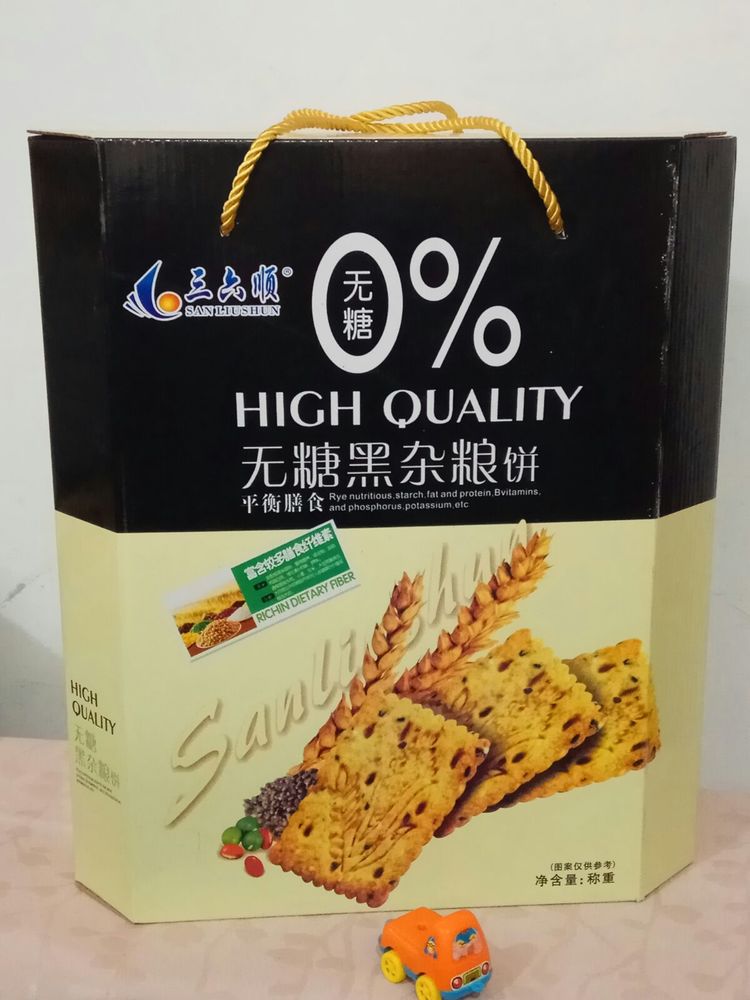 三六顺®
SANLIUSHUN
无糖
0%
HIGH QUALITY
无糖黑杂粮饼
平衡膳食
Rye nutritious,starch,fat and protein,Bvitamins,
and phosphorus,potassium,etc
富含较多膳食纤维素
RICHIN DIETARY FIBER
SanLiushun
HIGH
QUALITY
无糖
黑杂粮饼
(图案仅供参考)
净含量:称重